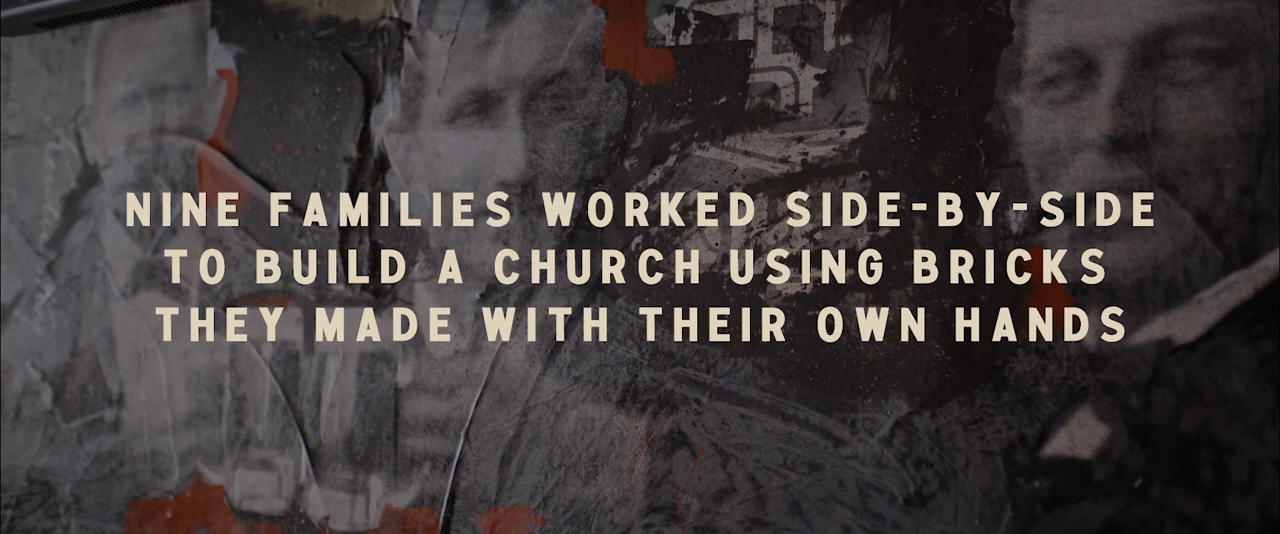 NINE FAMILIES WORKED SIDE-BY-SIDE
TO BUILD A CHURCH USING BRICKS
THEY MADE WITH THEIR OWN HANDS